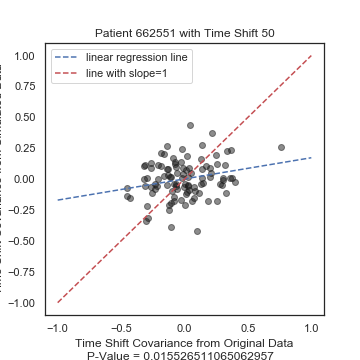 Patient 662551 with Time Shift 50
linear regression line
line with slope=1
1.00
0.75
0.50
0.25
0.00
−0.25
−0.50
−0.75
−1.00
−1.0
−0.5
0.0
0.5
1.0
Time Shift Covariance from Original Data
P-Value = 0.015526511065062957